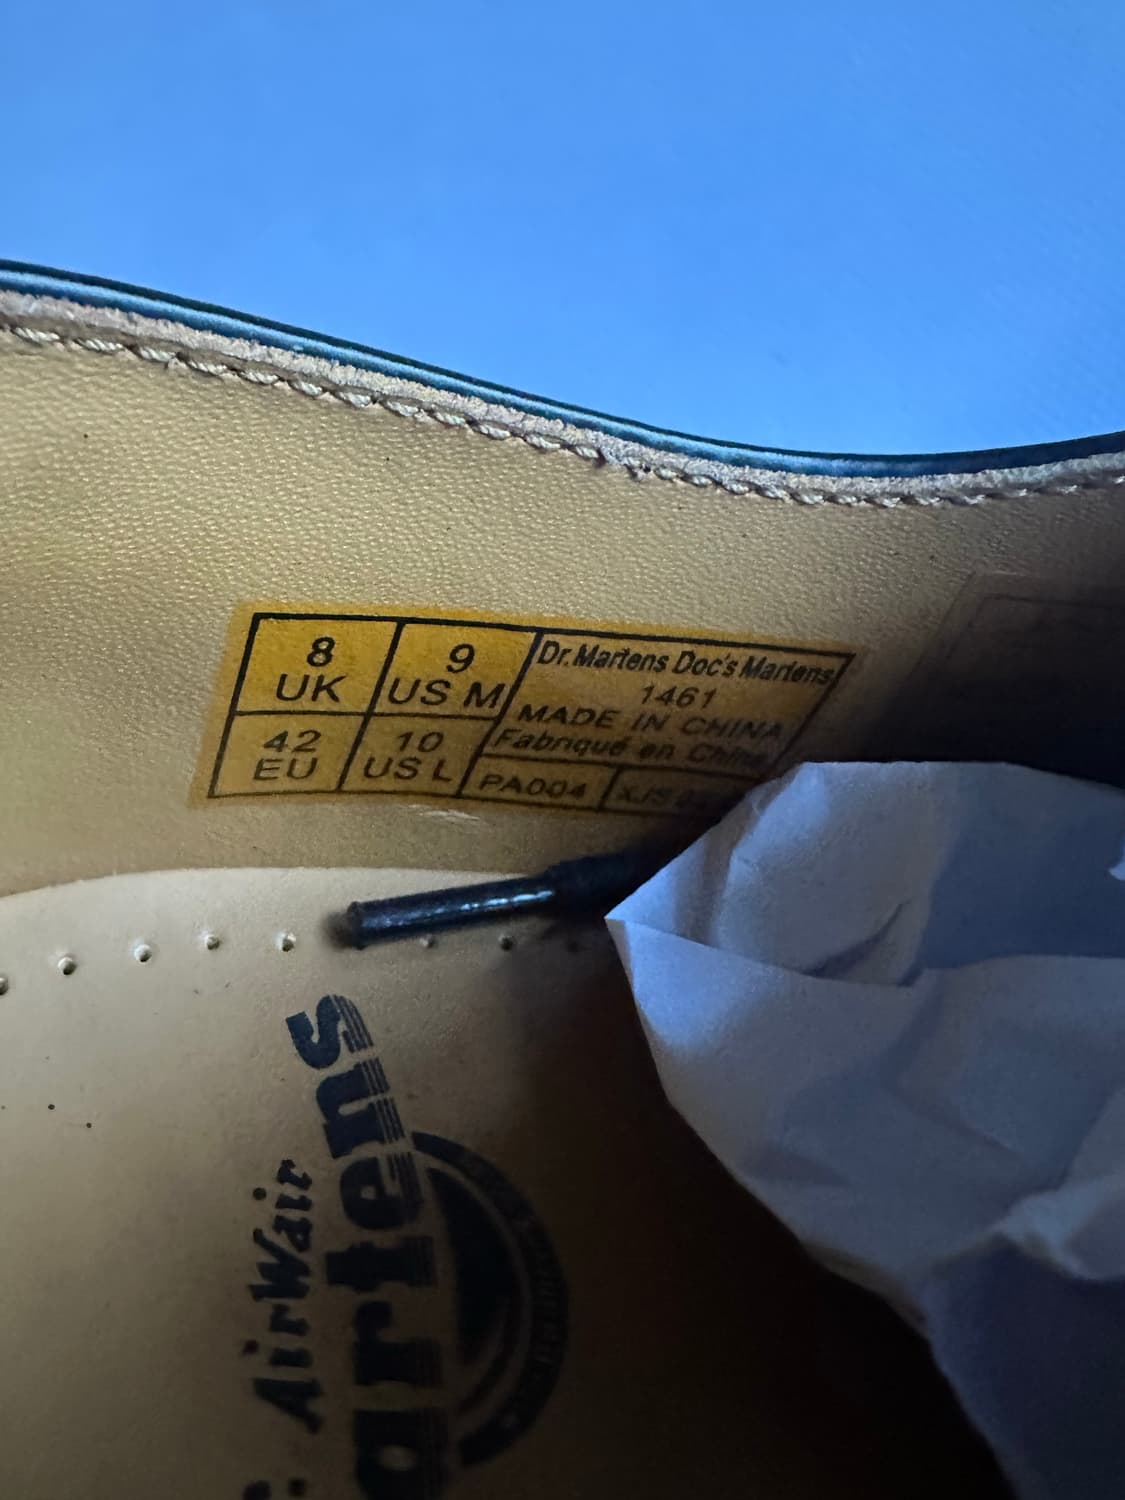 8
UK
9
US M
42
EU
10
US L
Dr.Martens Doc's Martens
1461
MADE IN CHINA
Fabriqué en Chine
PA004
AirWair
artens